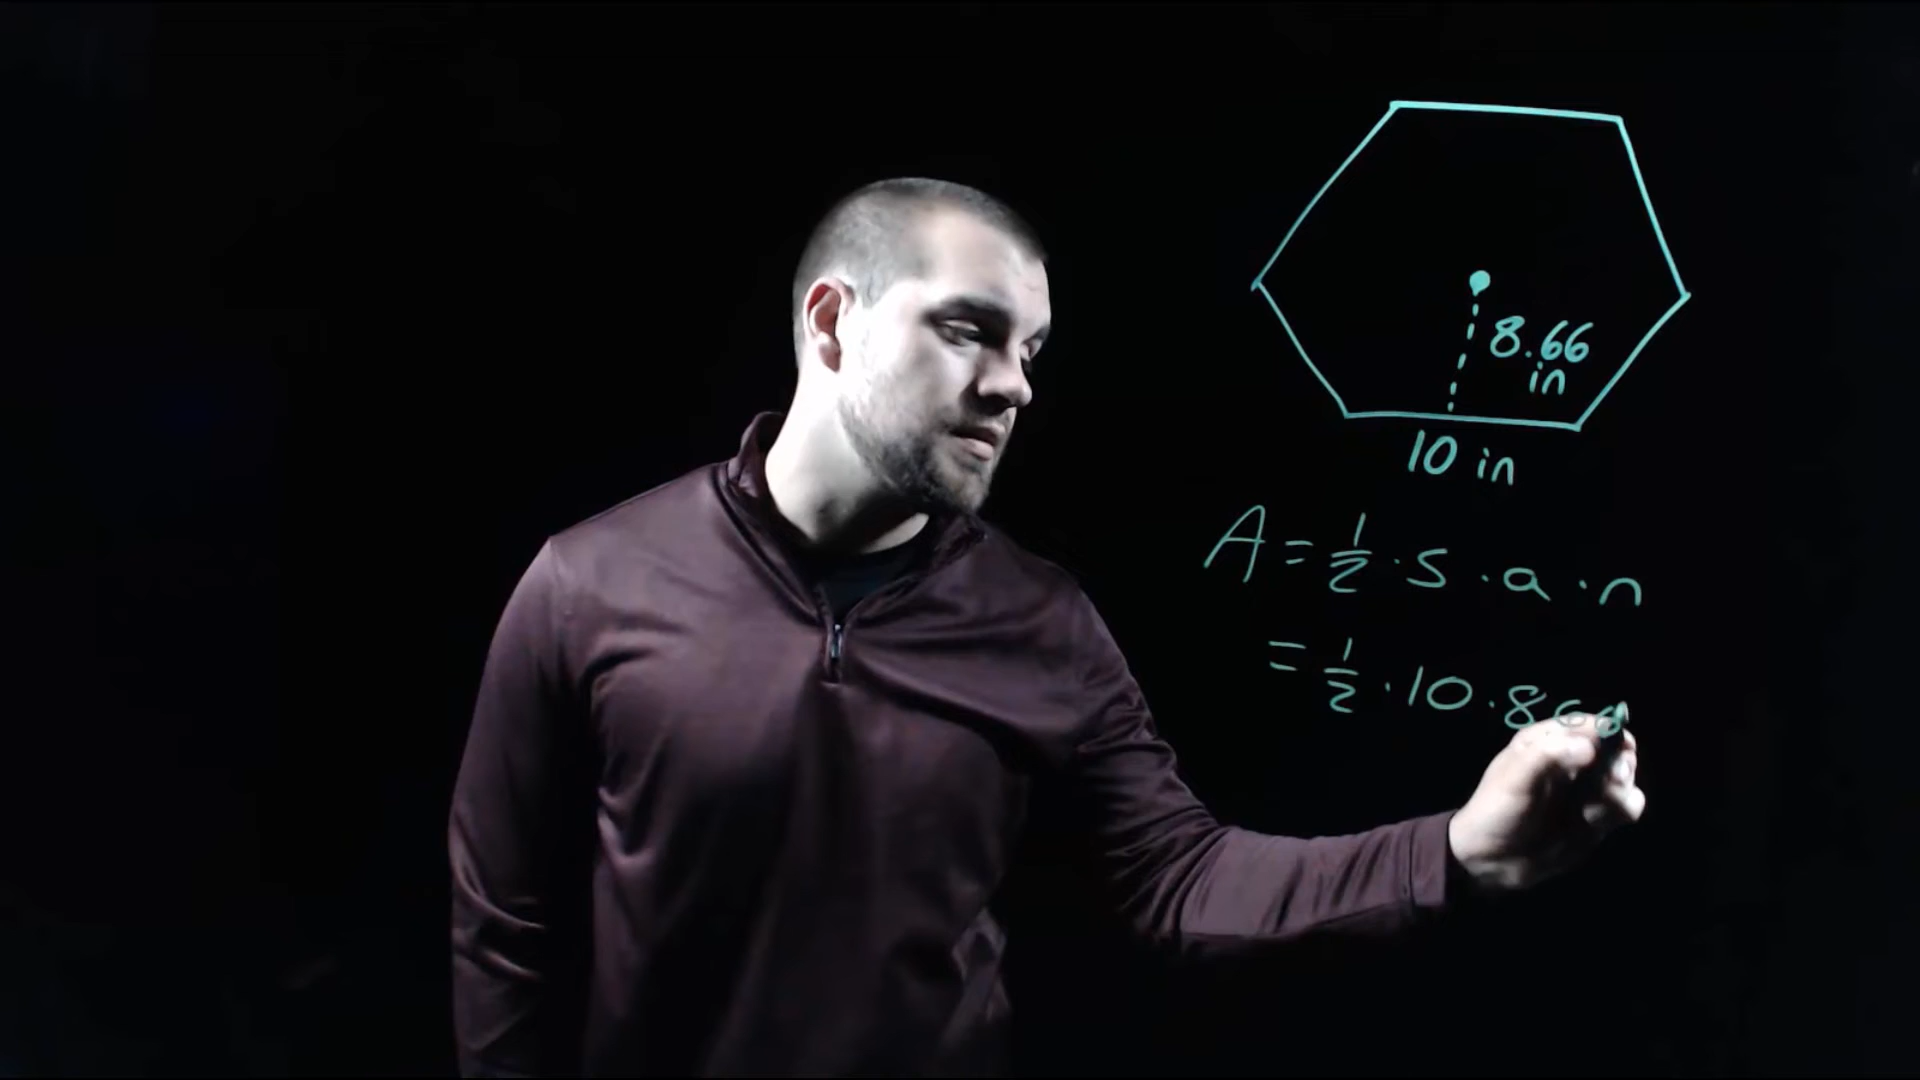 8.66
in
10 in
A = 1/2 · s · a · n
= 1/2 · 10 · 8.66